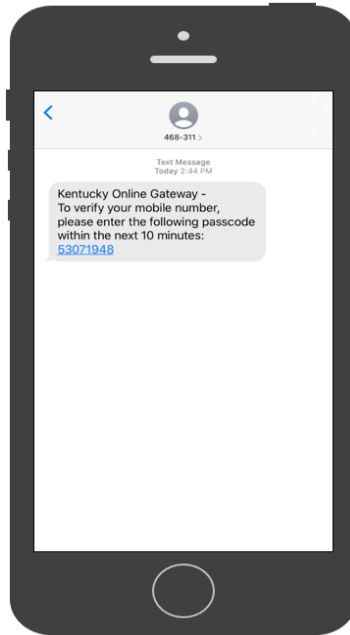 468-311 >
Text Message
Today 2:44 PM
Kentucky Online Gateway -
To verify your mobile number,
please enter the following passcode
within the next 10 minutes:
53071948